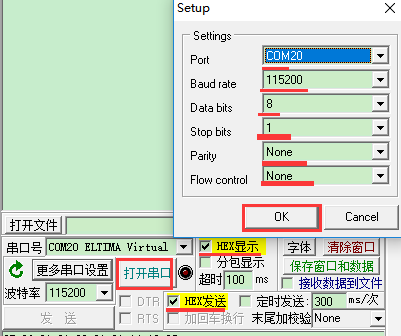 Setup
Settings
Port COM20
Baud rate 115200
Data bits 8
Stop bits 1
Parity None
Flow control None
OK Cancel
打开文件
串口号 COM20 ELTIMA Virtual HEX显示 字体 清除窗口
更多串口设置 打开串口 分包显示 保存窗口和数据
超时 100 ms 接收数据到文件
波特率 115200 DTR HEX发送 定时发送: 300 ms/次
发 送 RTS 加回车换行 末尾加校验 None